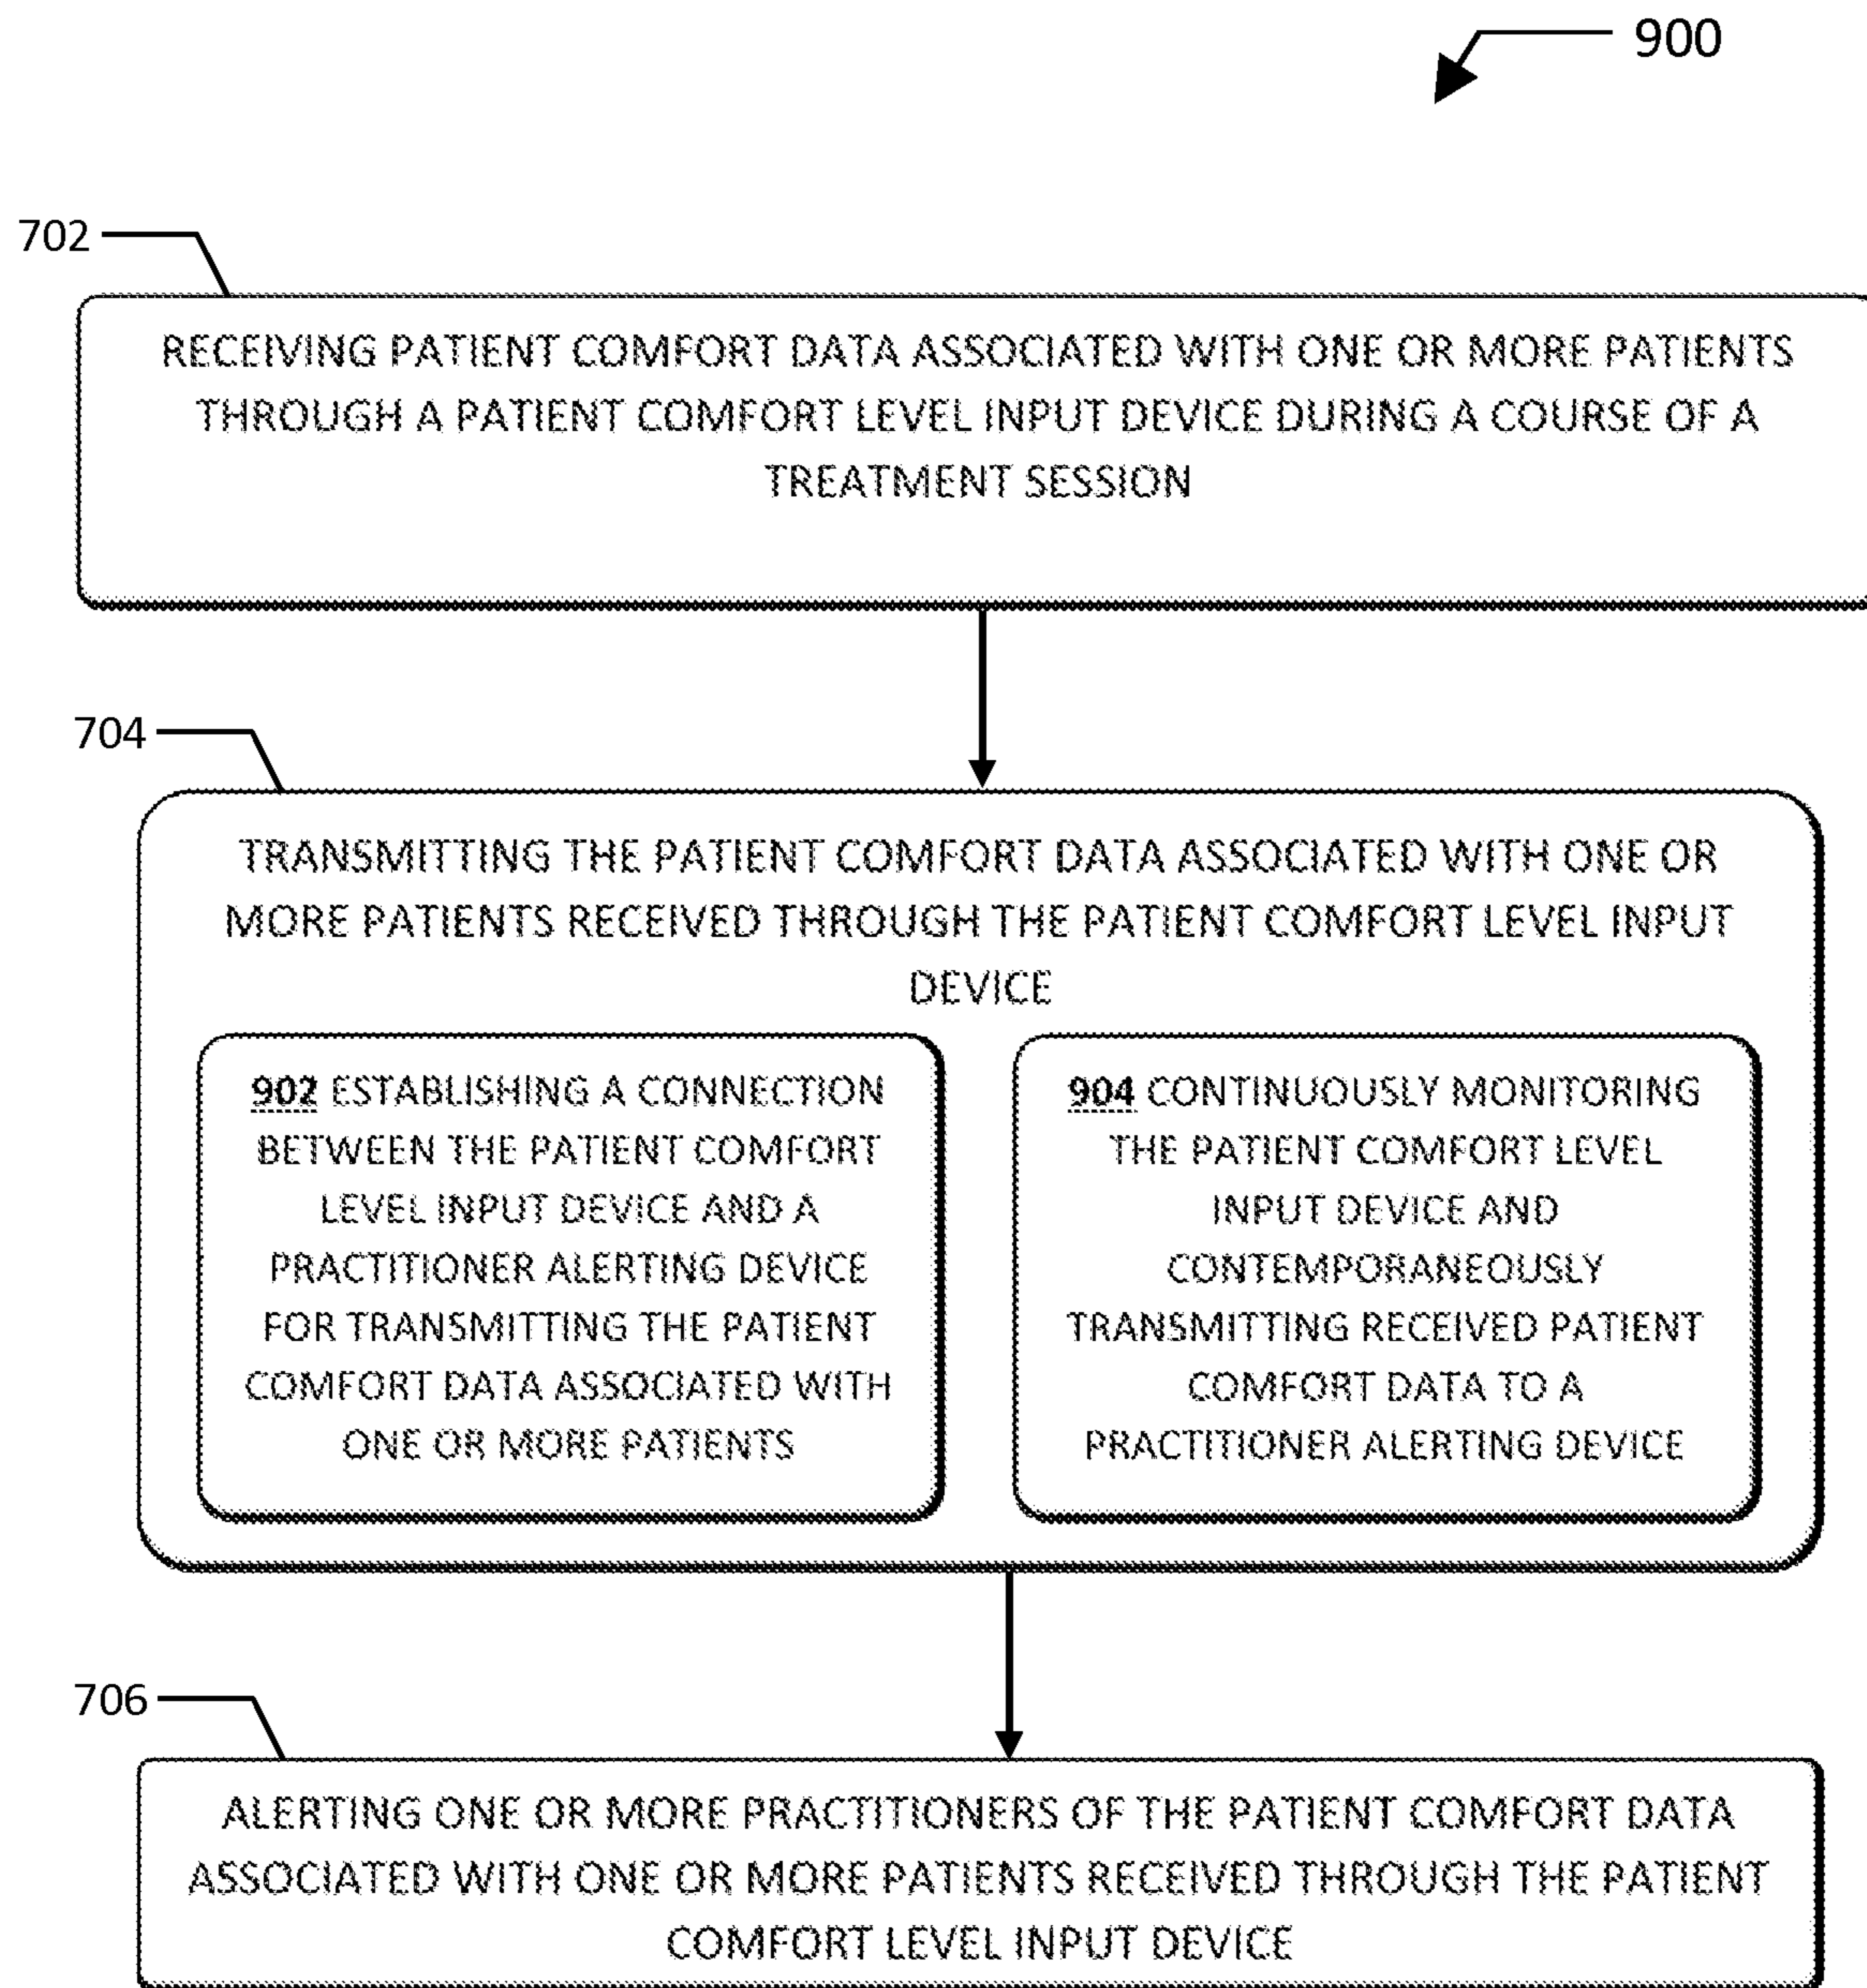 900
702
RECEIVING PATIENT COMFORT DATA ASSOCIATED WITH ONE OR MORE PATIENTS
THROUGH A PATIENT COMFORT LEVEL INPUT DEVICE DURING A COURSE OF A
TREATMENT SESSION
704
TRANSMITTING THE PATIENT COMFORT DATA ASSOCIATED WITH ONE OR
MORE PATIENTS RECEIVED THROUGH THE PATIENT COMFORT LEVEL INPUT
DEVICE
902 ESTABLISHING A CONNECTION
BETWEEN THE PATIENT COMFORT
LEVEL INPUT DEVICE AND A
PRACTITIONER ALERTING DEVICE
FOR TRANSMITTING THE PATIENT
COMFORT DATA ASSOCIATED WITH
ONE OR MORE PATIENTS
904 CONTINUOUSLY MONITORING
THE PATIENT COMFORT LEVEL
INPUT DEVICE AND
CONTEMPORANEOUSLY
TRANSMITTING RECEIVED PATIENT
COMFORT DATA TO A
PRACTITIONER ALERTING DEVICE
706
ALERTING ONE OR MORE PRACTITIONERS OF THE PATIENT COMFORT DATA
ASSOCIATED WITH ONE OR MORE PATIENTS RECEIVED THROUGH THE PATIENT
COMFORT LEVEL INPUT DEVICE